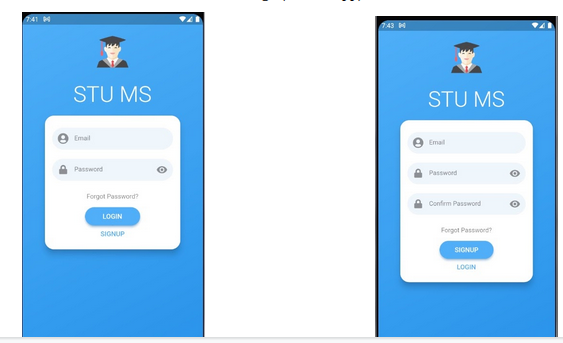 7:41
STU MS
Email
Password
Forgot Password?
LOGIN
SIGNUP
7:43
STU MS
Email
Password
Confirm Password
Forgot Password?
SIGNUP
LOGIN